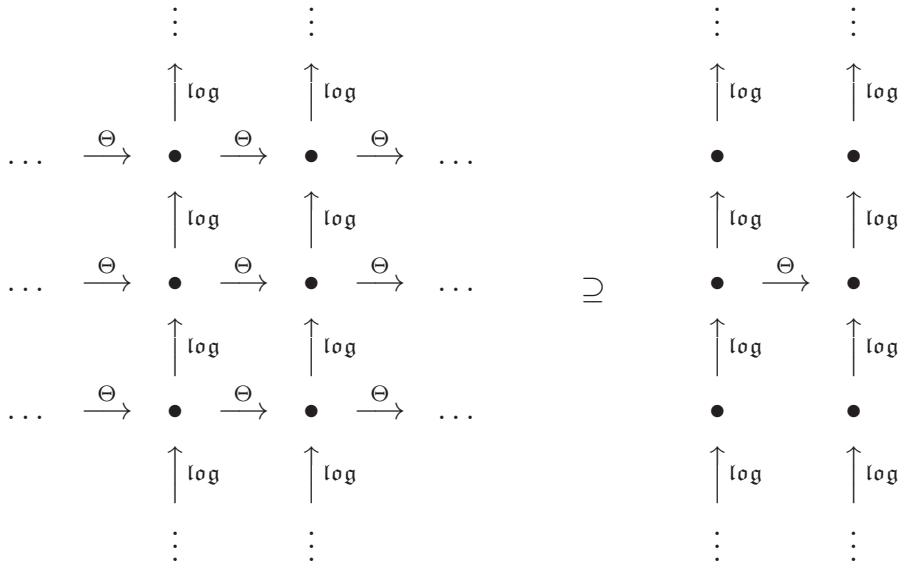 ⋮ ⋮ ⋮ ⋮
log log log log
Θ Θ Θ
… • • … • •
log log log log
Θ Θ Θ Θ
… • • … ⊇ • •
log log log log
Θ Θ Θ
… • • … • •
log log log log
⋮ ⋮ ⋮ ⋮